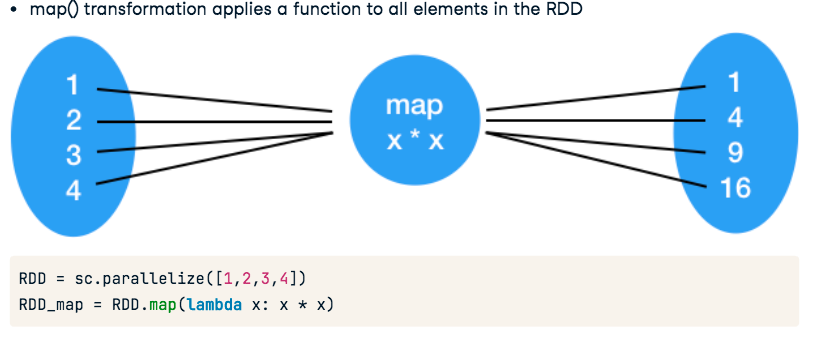 • map() transformation applies a function to all elements in the RDD
1
2
3
4
map
x * x
1
4
9
16
RDD = sc.parallelize([1,2,3,4])
RDD_map = RDD.map(lambda x: x * x)